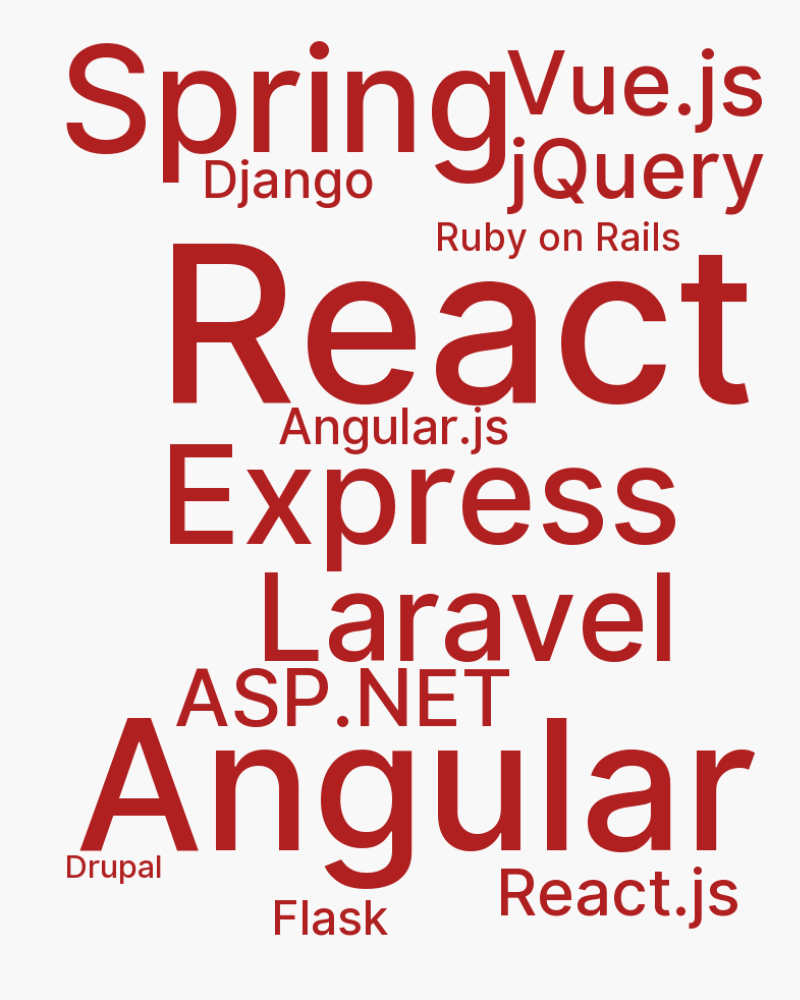 Spring
Vue.js
jQuery
Django
Ruby on Rails
React
Angular.js
Express
Laravel
ASP.NET
Angular
Drupal
React.js
Flask